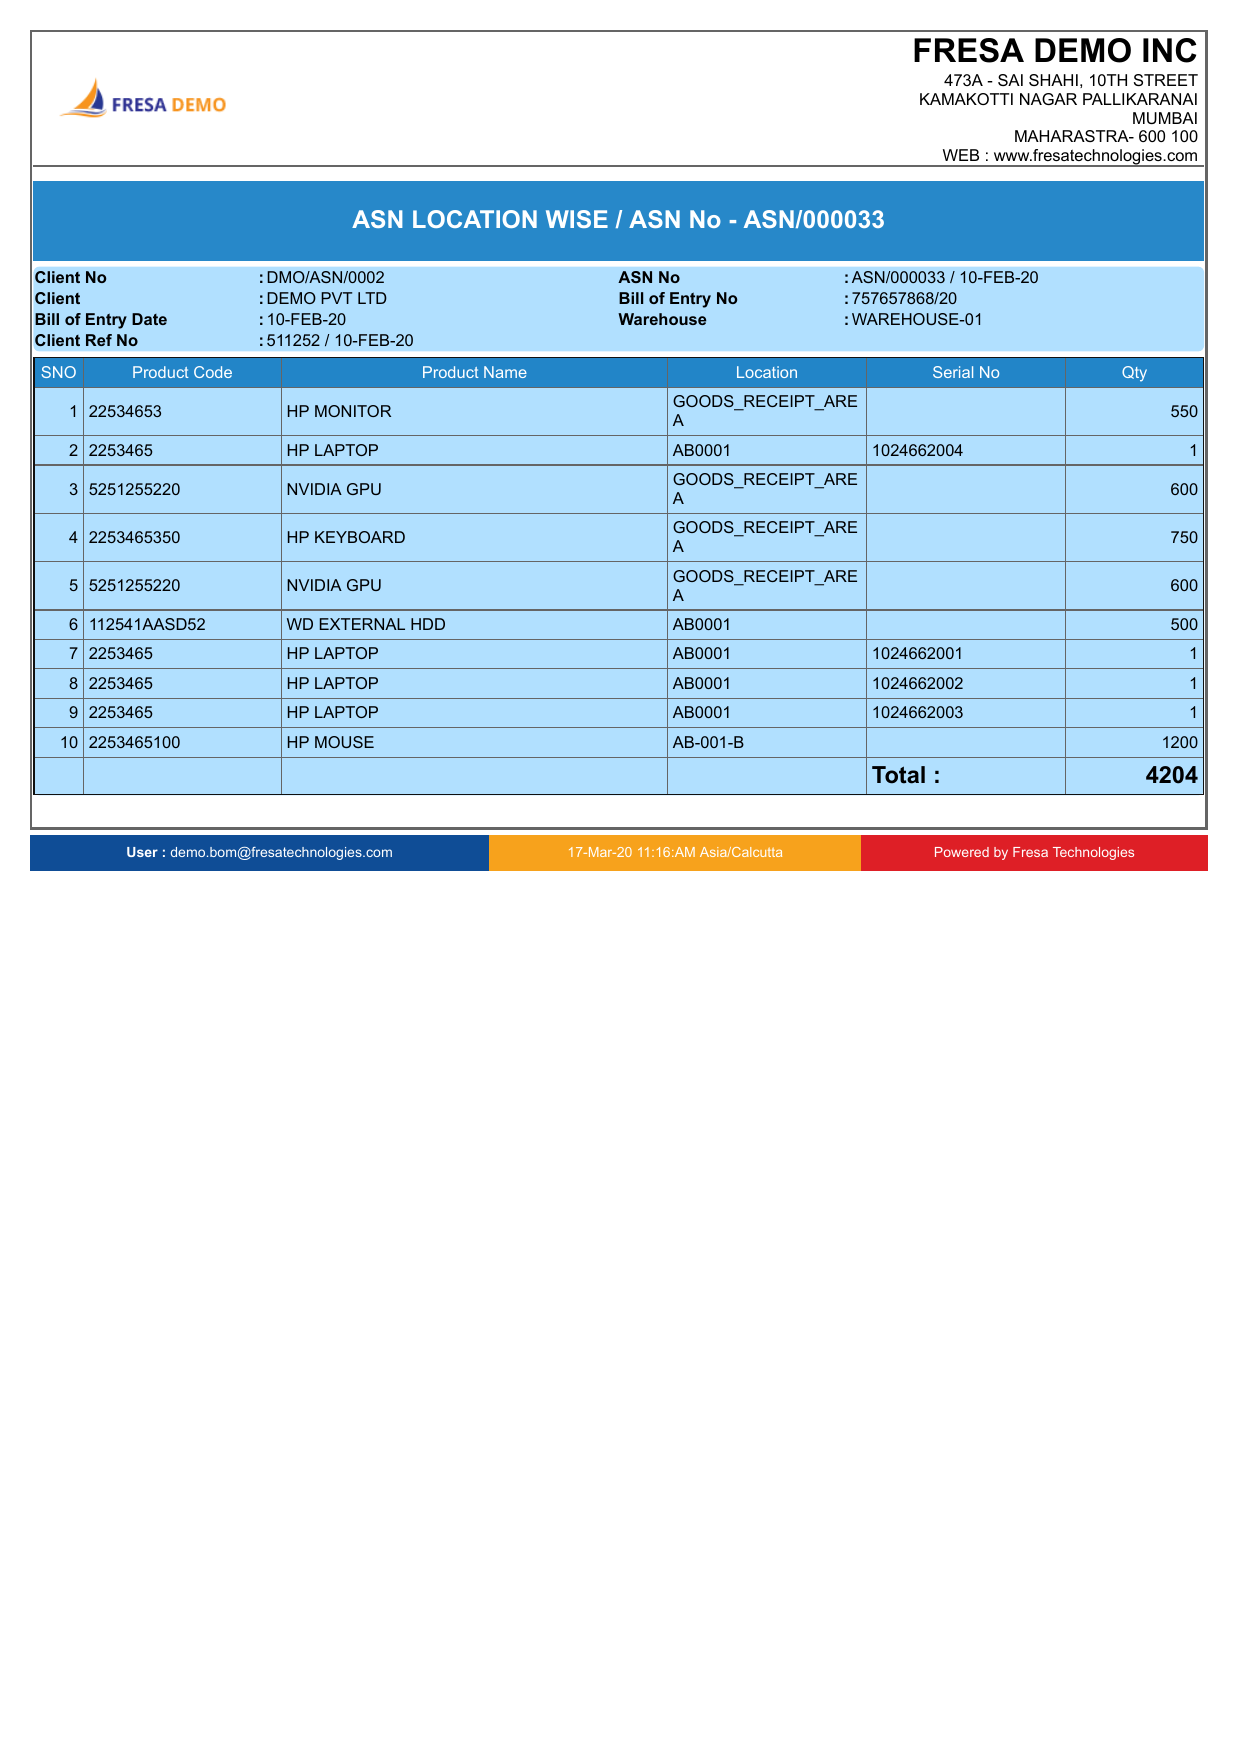 FRESA DEMO
FRESA DEMO INC
473A - SAI SHAHI, 10TH STREET
KAMAKOTTI NAGAR PALLIKARANAI
MUMBAI
MAHARASTRA- 600 100
WEB : www.fresatechnologies.com
ASN LOCATION WISE / ASN No - ASN/000033
Client No : DMO/ASN/0002 ASN No : ASN/000033 / 10-FEB-20
Client : DEMO PVT LTD Bill of Entry No : 757657868/20
Bill of Entry Date : 10-FEB-20 Warehouse : WAREHOUSE-01
Client Ref No : 511252 / 10-FEB-20
SNO Product Code Product Name Location Serial No Qty
1 22534653 HP MONITOR GOODS_RECEIPT_ARE 550
A
2 2253465 HP LAPTOP AB0001 1024662004 1
3 5251255220 NVIDIA GPU GOODS_RECEIPT_ARE 600
A
4 2253465350 HP KEYBOARD GOODS_RECEIPT_ARE 750
A
5 5251255220 NVIDIA GPU GOODS_RECEIPT_ARE 600
A
6 112541AASD52 WD EXTERNAL HDD AB0001 500
7 2253465 HP LAPTOP AB0001 1024662001 1
8 2253465 HP LAPTOP AB0001 1024662002 1
9 2253465 HP LAPTOP AB0001 1024662003 1
10 2253465100 HP MOUSE AB-001-B 1200
Total : 4204
User : demo.bom@fresatechnologies.com 17-Mar-20 11:16:AM Asia/Calcutta Powered by Fresa Technologies